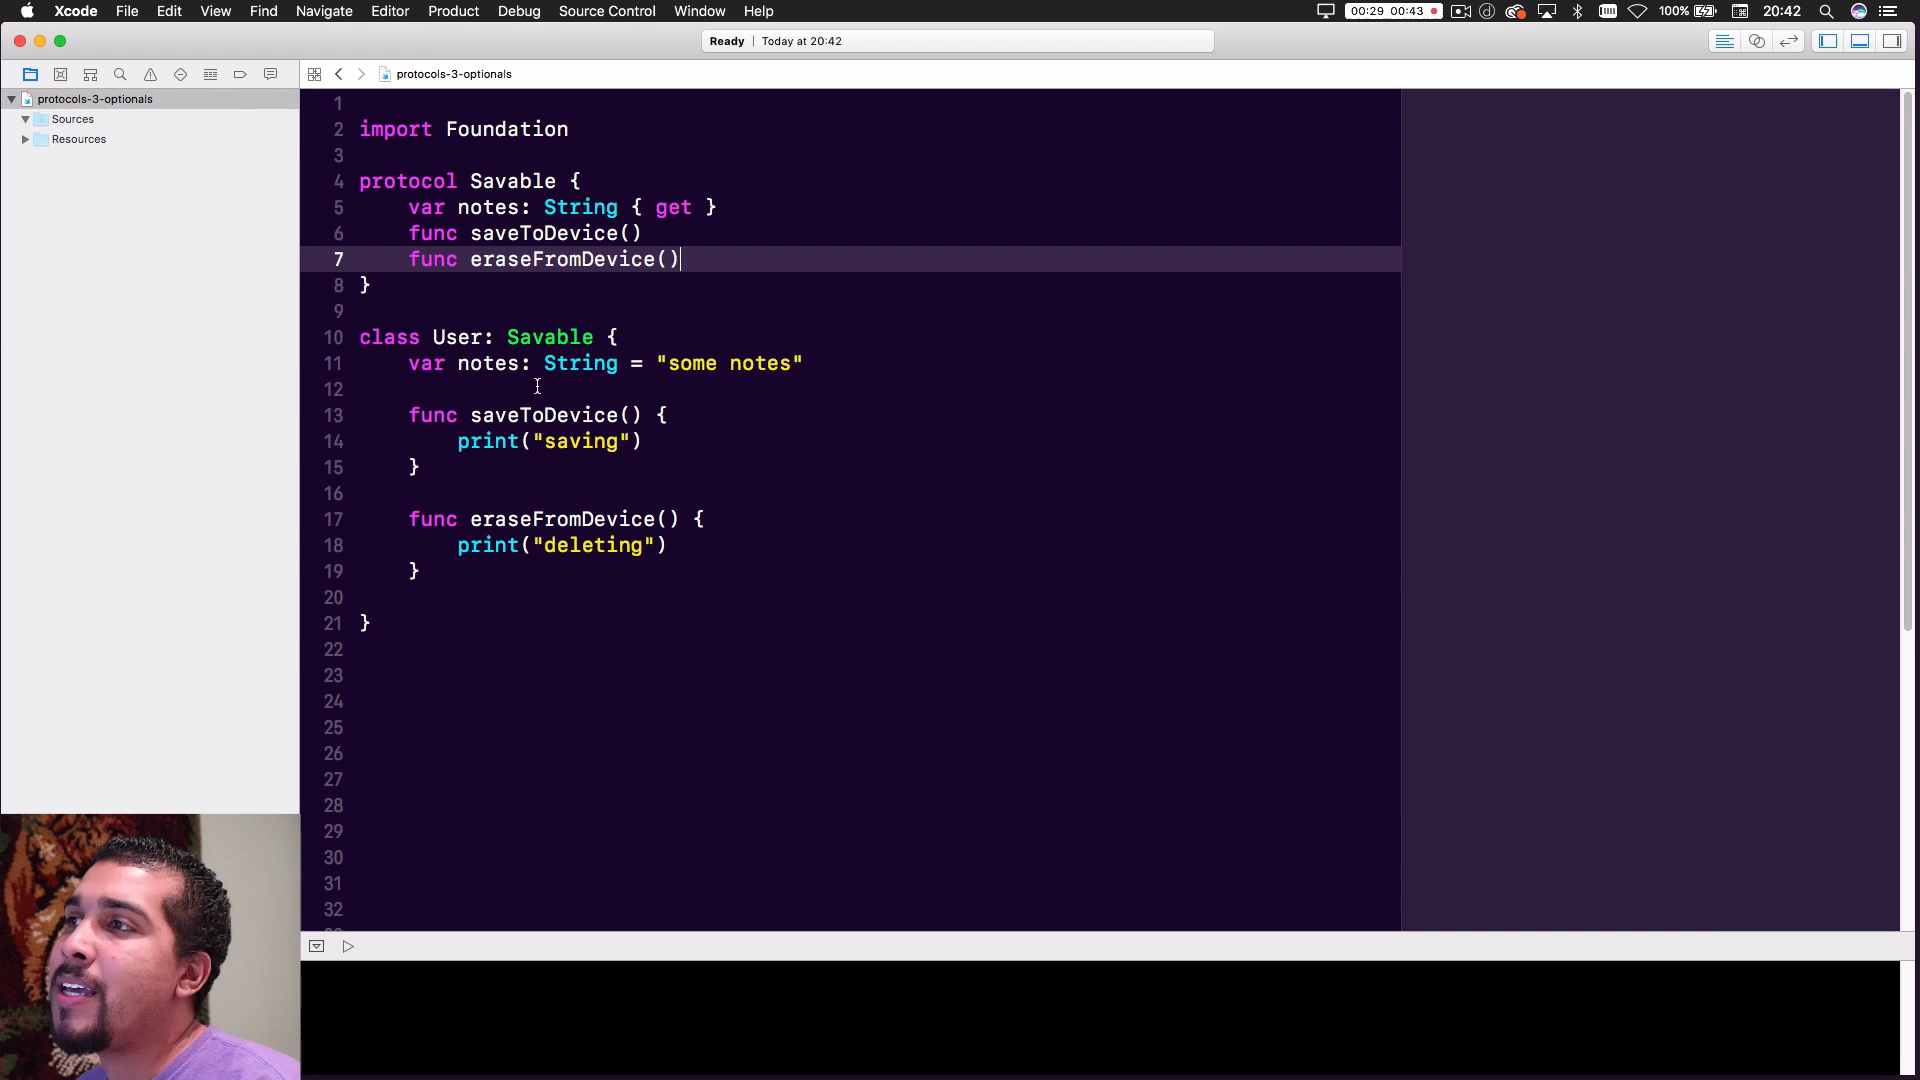 Xcode File Edit View Find Navigate Editor Product Debug Source Control Window Help 00:29 00:43 100% 20:42
Ready | Today at 20:42
protocols-3-optionals
protocols-3-optionals
Sources
Resources
1
2 import Foundation
3
4 protocol Savable {
5 var notes: String { get }
6 func saveToDevice()
7 func eraseFromDevice()
8 }
9
10 class User: Savable {
11 var notes: String = "some notes"
12
13 func saveToDevice() {
14 print("saving")
15 }
16
17 func eraseFromDevice() {
18 print("deleting")
19 }
20
21 }
22
23
24
25
26
27
28
29
30
31
32